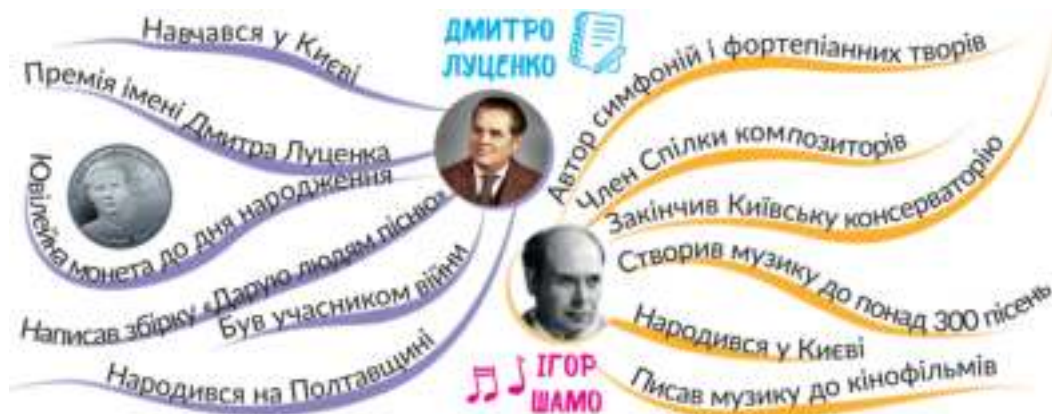 ДМИТРО
ЛУЦЕНКО
Навчався у Києві
Премія імені Дмитра Луценка
Ювілейна монета до дня народження
Написав збірку «Дарую людям пісню»
Був учасником війни
Народився на Полтавщині
Автор симфоній і фортепіанних творів
Член Спілки композиторів
Закінчив Київську консерваторію
Створив музику до понад 300 пісень
Народився у Києві
Писав музику до кінофільмів
ІГОР
ШАМО